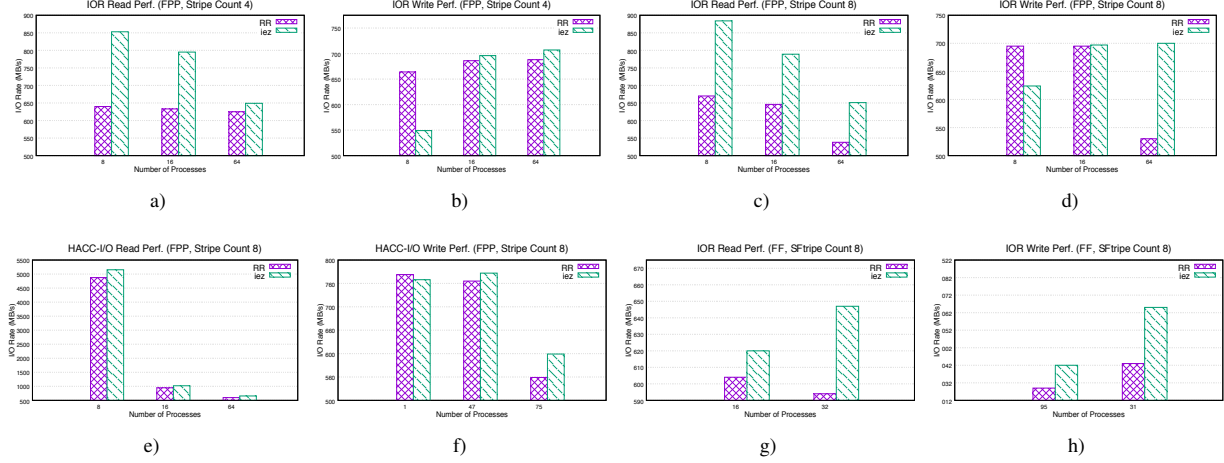 IOR Read Perf. (FPP, Stripe Count 4)
900
850
800
750
700
650
600
550
500
I/O Rate (MB/s)
RR
iez
8 16 64
Number of Processes
a)
IOR Write Perf. (FPP, Stripe Count 4)
750
700
650
600
550
500
I/O Rate (MB/s)
RR
iez
8 16 64
Number of Processes
b)
IOR Read Perf. (FPP, Stripe Count 8)
900
850
800
750
700
650
600
550
500
I/O Rate (MB/s)
RR
iez
8 16 64
Number of Processes
c)
IOR Write Perf. (FPP, Stripe Count 8)
750
700
650
600
550
500
I/O Rate (MB/s)
RR
iez
8 16 64
Number of Processes
d)
HACC-I/O Read Perf. (FPP, Stripe Count 8)
5500
5000
4500
4000
3500
3000
2500
2000
1500
1000
500
I/O Rate (MB/s)
RR
iez
8 16 64
Number of Processes
e)
HACC-I/O Write Perf. (FPP, Stripe Count 8)
800
760
700
780
600
560
500
I/O Rate (MB/s)
RR
iez
1 47 75
Number of Processes
f)
IOR Read Perf. (FF, SFtripe Count 8)
670
660
650
640
630
620
610
600
590
I/O Rate (MB/s)
RR
iez
16 32
Number of Processes
g)
IOR Write Perf. (FF, SFtripe Count 8)
522
082
072
062
052
002
042
032
012
I/O Rate (MB/s)
RR
iez
95 31
Number of Processes
h)